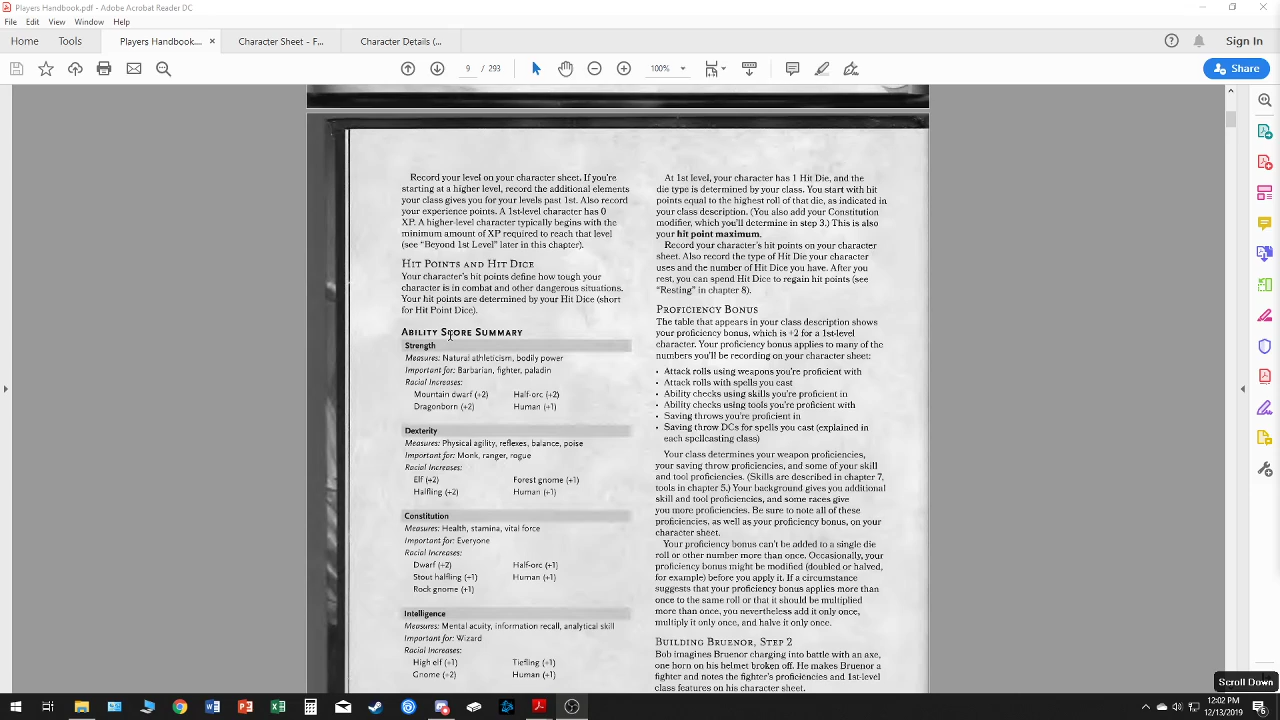 Players Handbook.pdf - Adobe Acrobat Reader DC
File Edit View Window Help
Home Tools Players Handbook.... × Character Sheet - F... Character Details (... Sign In
9 / 293 100% Share
Record your level on your character sheet. If you're
starting at a higher level, record the additional elements
your class gives you for your levels past 1st. Also record
your experience points. A 1st-level character has 0
XP. A higher-level character typically begins with the
minimum amount of XP required to reach that level
(see "Beyond 1st Level" later in this chapter).
Hit Points and Hit Dice
Your character's hit points define how tough your
character is in combat and other dangerous situations.
Your hit points are determined by your Hit Dice (short
for Hit Point Dice).
Ability Score Summary
Strength
Measures: Natural athleticism, bodily power
Important for: Barbarian, fighter, paladin
Racial Increases:
Mountain dwarf (+2) Half-orc (+2)
Dragonborn (+2) Human (+1)
Dexterity
Measures: Physical agility, reflexes, balance, poise
Important for: Monk, ranger, rogue
Racial Increases:
Elf (+2) Forest gnome (+1)
Halfling (+2) Human (+1)
Constitution
Measures: Health, stamina, vital force
Important for: Everyone
Racial Increases:
Dwarf (+2) Half-orc (+1)
Stout halfling (+1) Human (+1)
Rock gnome (+1)
Intelligence
Measures: Mental acuity, information recall, analytical skill
Important for: Wizard
Racial Increases:
High elf (+1) Tiefling (+1)
Gnome (+2) Human (+1)
At 1st level, your character has 1 Hit Die, and the
die type is determined by your class. You start with hit
points equal to the highest roll of that die, as indicated in
your class description. (You also add your Constitution
modifier, which you'll determine in step 3.) This is also
your hit point maximum.
Record your character's hit points on your character
sheet. Also record the type of Hit Die your character
uses and the number of Hit Dice you have. After you
rest, you can spend Hit Dice to regain hit points (see
"Resting" in chapter 8).
Proficiency Bonus
The table that appears in your class description shows
your proficiency bonus, which is +2 for a 1st-level
character. Your proficiency bonus applies to many of the
numbers you'll be recording on your character sheet:
• Attack rolls using weapons you're proficient with
• Attack rolls with spells you cast
• Ability checks using skills you're proficient in
• Ability checks using tools you're proficient with
• Saving throws you're proficient in
• Saving throw DCs for spells you cast (explained in
each spellcasting class)
Your class determines your weapon proficiencies,
your saving throw proficiencies, and some of your skill
and tool proficiencies. (Skills are described in chapter 7,
tools in chapter 5.) Your background gives you additional
skill and tool proficiencies, and some races give
you more proficiencies. Be sure to note all of these
proficiencies, as well as your proficiency bonus, on your
character sheet.
Your proficiency bonus can't be added to a single die
roll or other number more than once. Occasionally, your
proficiency bonus might be modified (doubled or halved,
for example) before you apply it. If a circumstance
suggests that your proficiency bonus applies more than
once to the same roll or that it should be multiplied
more than once, you nevertheless add it only once,
multiply it only once, and halve it only once.
Building Bruenor, Step 2
Bob imagines Bruenor charging into battle with an axe,
one horn on his helmet broken off. He makes Bruenor a
fighter and notes the fighter's proficiencies and 1st-level
class features on his character sheet.
Scroll Down
12:02 PM
12/13/2019